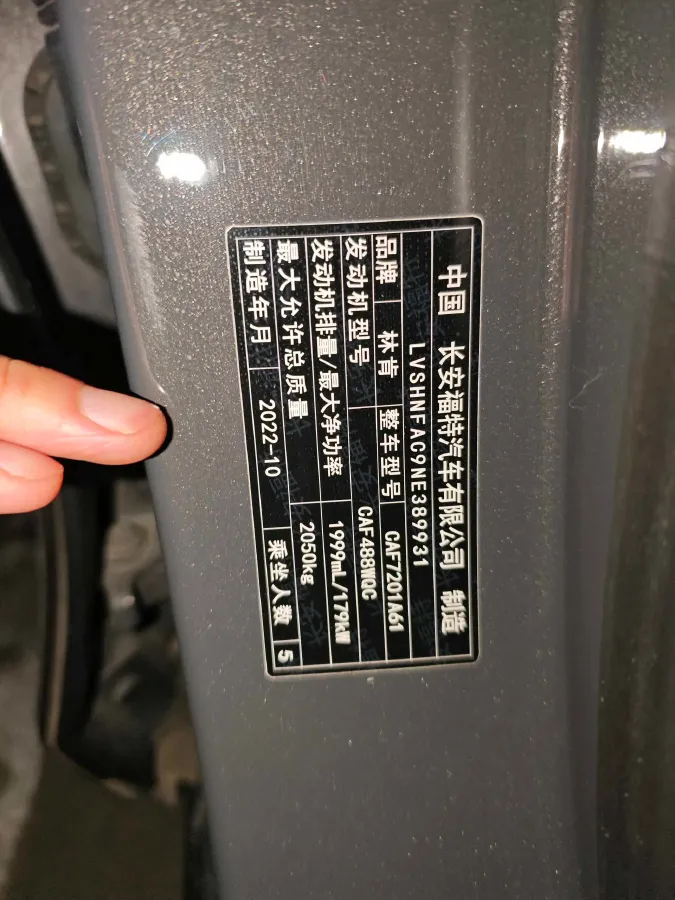 中国 长安福特汽车有限公司 制造
LVSHNFAC9NE389931
品牌 林肯 整车型号 CAF7201A61
发动机型号 CAF488WQC
发动机排量/最大净功率 1999mL/179kW
最大允许总质量 2050kg
制造年月 2022-10 乘坐人数 5